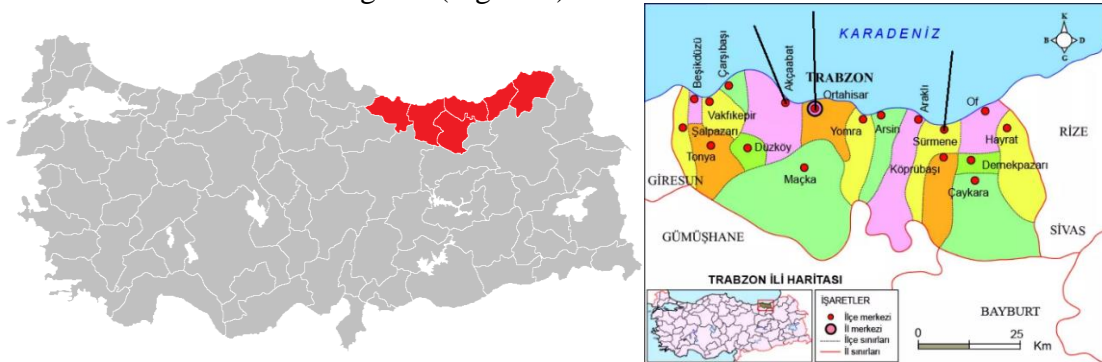 KARADENİZ
K
B
D
G
Beşikdüzü
Çarşıbaşı
Akçaabat
TRABZON
Ortahisar
Araklı
Of
Vakfıkepir
Yomra
Arsin
Sürmene
Hayrat
RİZE
Şalpazarı
Düzköy
Tonya
Köprübaşı
Dernekpazarı
Maçka
Çaykara
GİRESUN
GÜMÜŞHANE
SİVAS
TRABZON İLİ HARİTASI
İŞARETLER
İlçe merkezi
İl merkezi
İlçe sınırları
İl sınırları
BAYBURT
0
25
Km